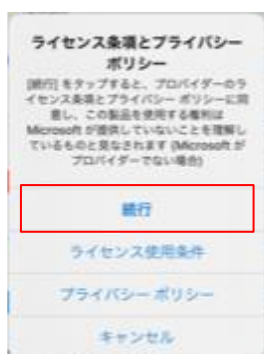 ライセンス条項とプライバシー
ポリシー
[続行] をタップすると、プロバイダーのラ
イセンス条項とプライバシー ポリシーに同
意し、この製品を使用する権利は
Microsoft が提供していないことを理解し
ているものと見なされます (Microsoft が
プロバイダーでない場合)
続行
ライセンス使用条件
プライバシー ポリシー
キャンセル